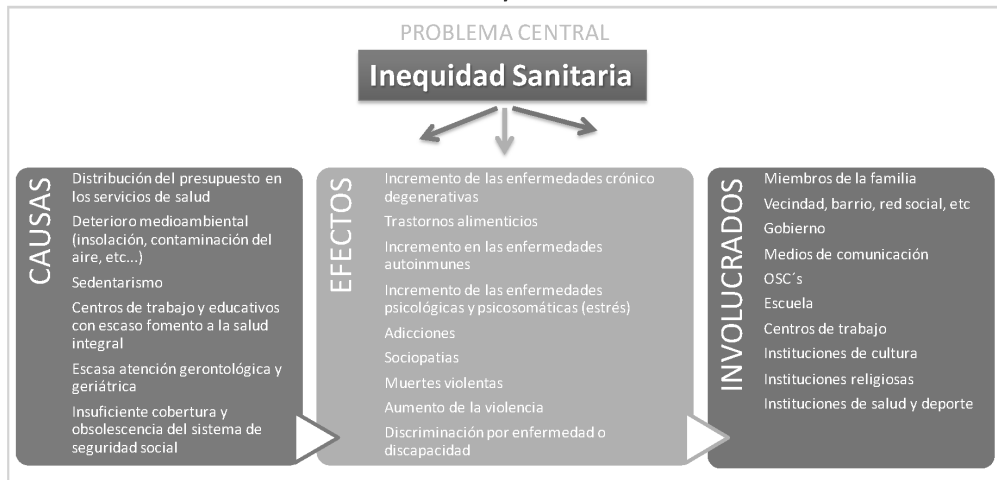 PROBLEMA CENTRAL
Inequidad Sanitaria
CAUSAS
Distribución del presupuesto en
los servicios de salud
Deterioro medioambiental
(insolación, contaminación del
aire, etc...)
Sedentarismo
Centros de trabajo y educativos
con escaso fomento a la salud
integral
Escasa atención gerontológica y
geriátrica
Insuficiente cobertura y
obsolescencia del sistema de
seguridad social
EFECTOS
Incremento de las enfermedades crónico
degenerativas
Trastornos alimenticios
Incremento en las enfermedades
autoinmunes
Incremento de las enfermedades
psicológicas y psicosomáticas (estrés)
Adicciones
Sociopatias
Muertes violentas
Aumento de la violencia
Discriminación por enfermedad o
discapacidad
INVOLUCRADOS
Miembros de la familia
Vecindad, barrio, red social, etc
Gobierno
Medios de comunicación
OSC´s
Escuela
Centros de trabajo
Instituciones de cultura
Instituciones religiosas
Instituciones de salud y deporte